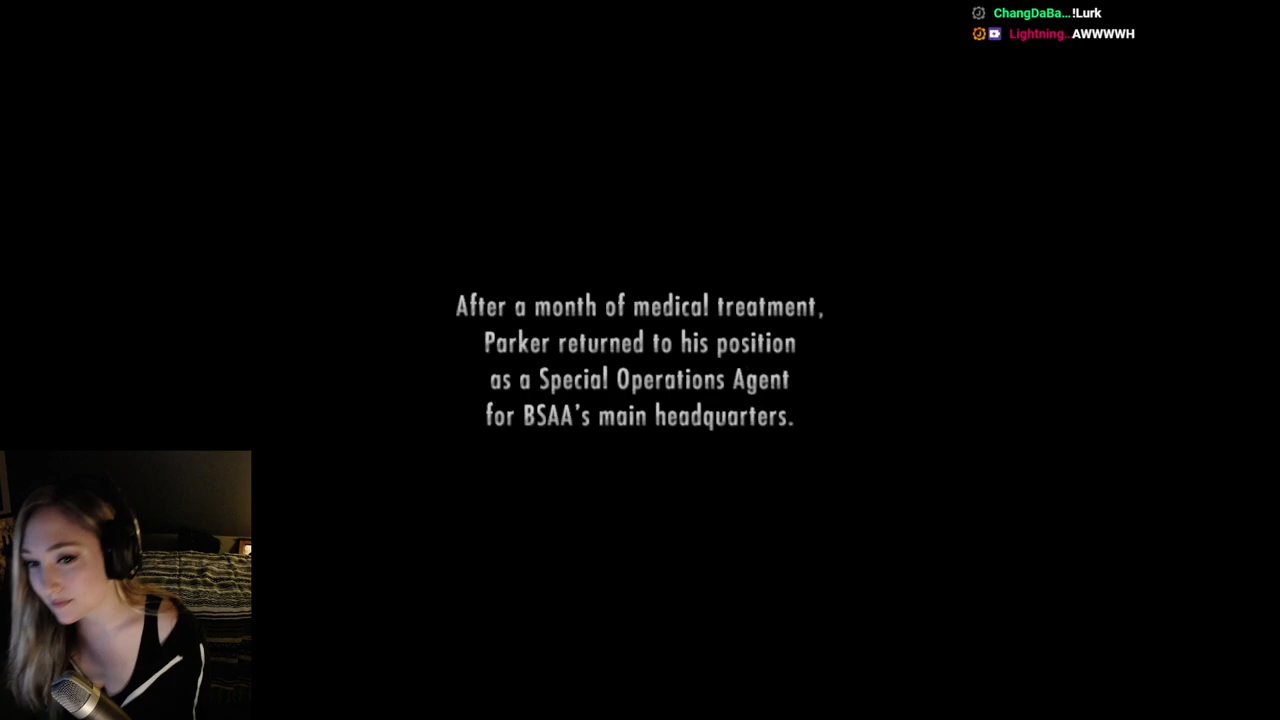 ChangDaBa... !Lurk
Lightning... AWWWWH
After a month of medical treatment,
Parker returned to his position
as a Special Operations Agent
for BSAA's main headquarters.